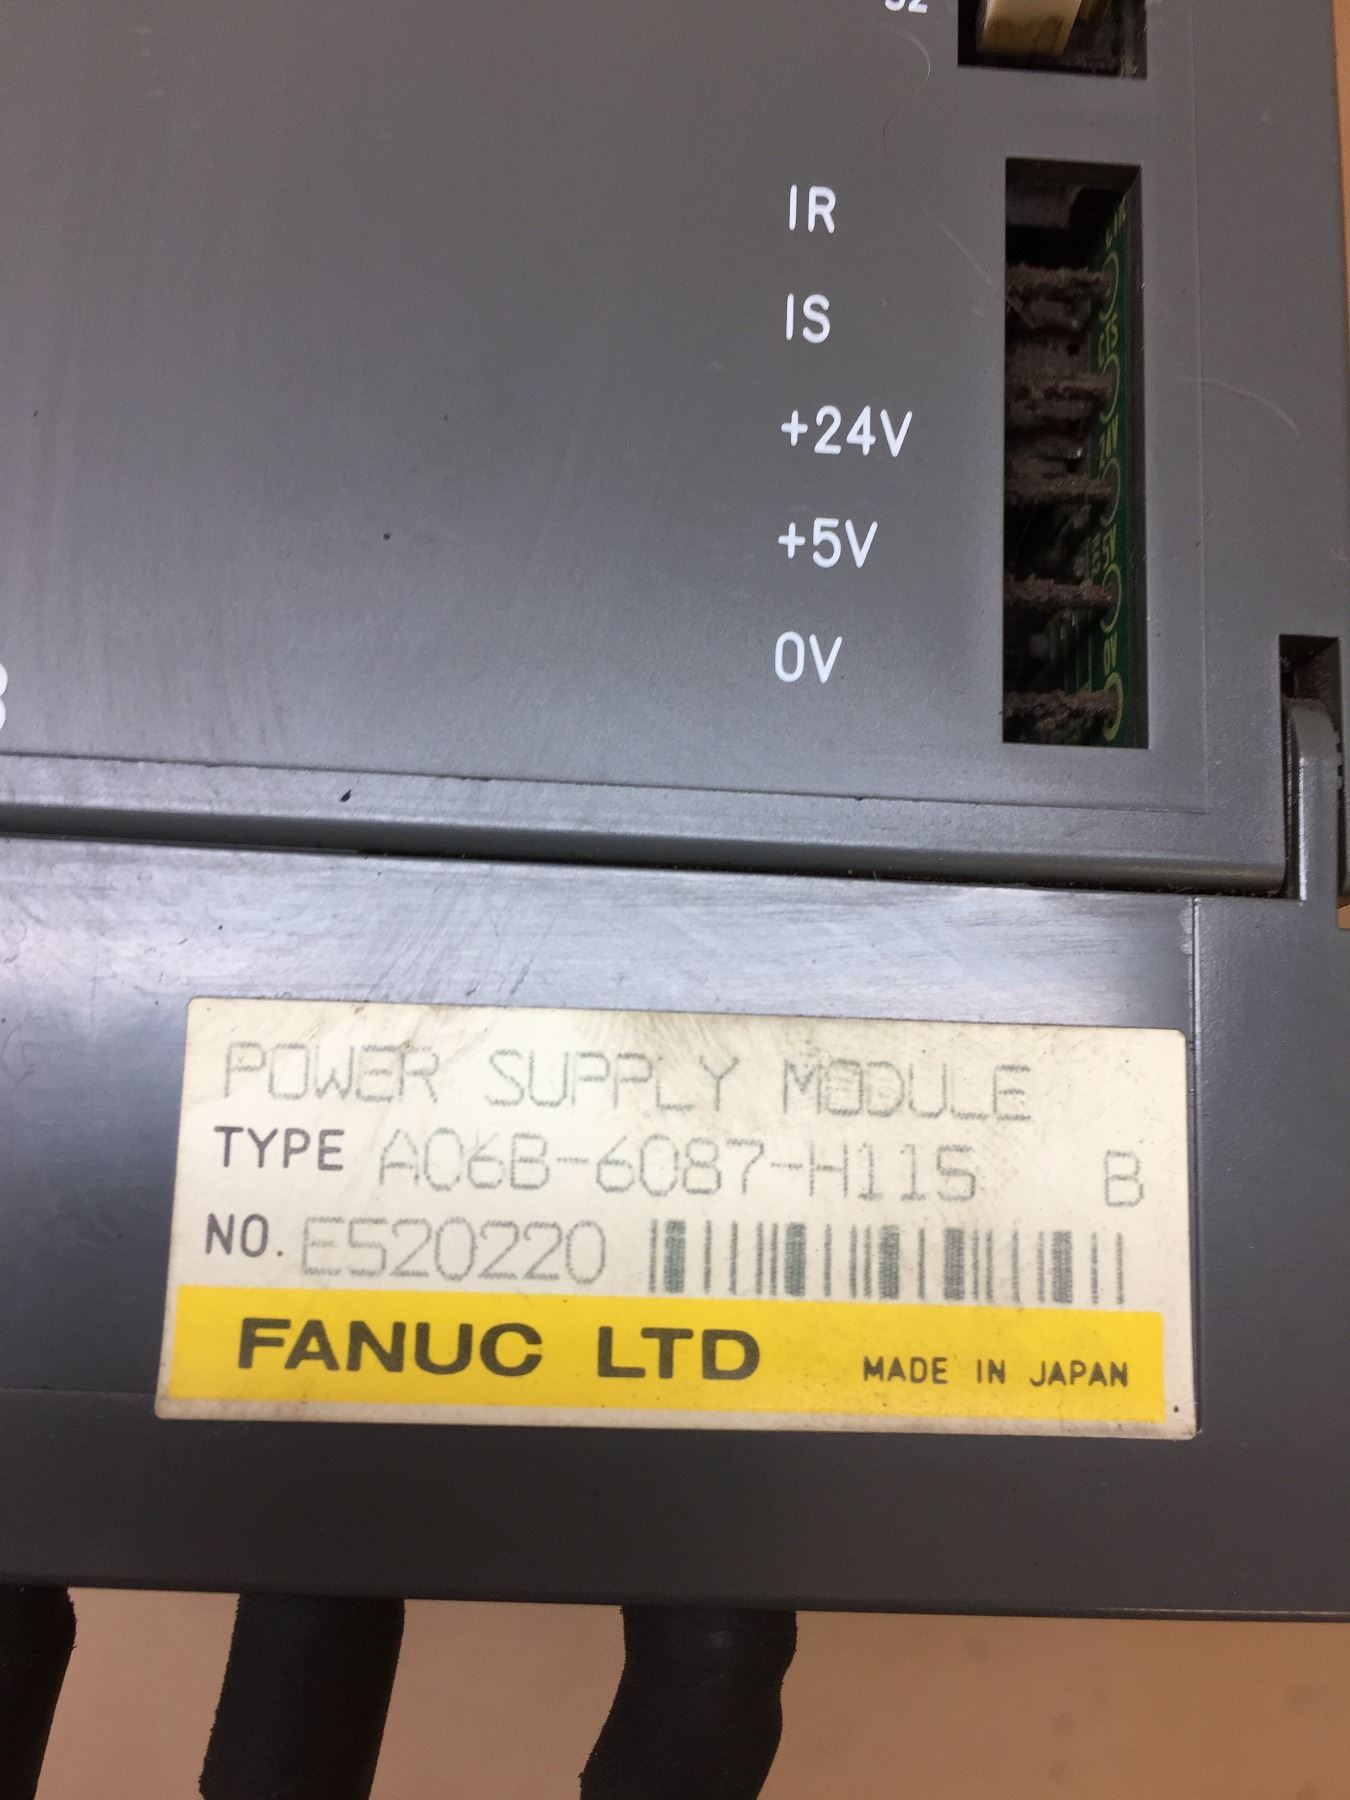 IR
IS
+24V
+5V
0V
POWER SUPPLY MODULE
TYPE A06B-6087-H115 B
NO. E520220
FANUC LTD MADE IN JAPAN